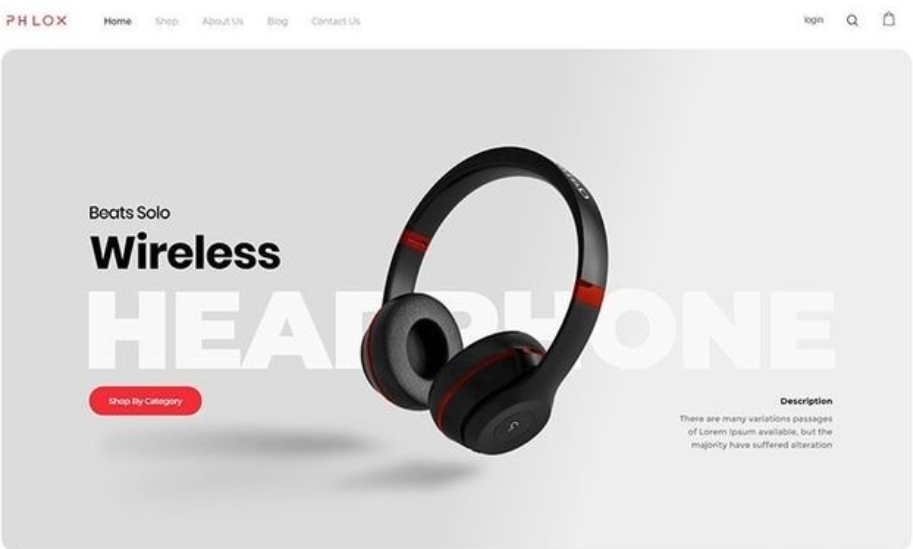 PHLOX
Home Shop About Us Blog Contact Us
login
Beats Solo
Wireless
HEADPHONE
Shop By Category
Description
There are many variations passages
of Lorem Ipsum available, but the
majority have suffered alteration